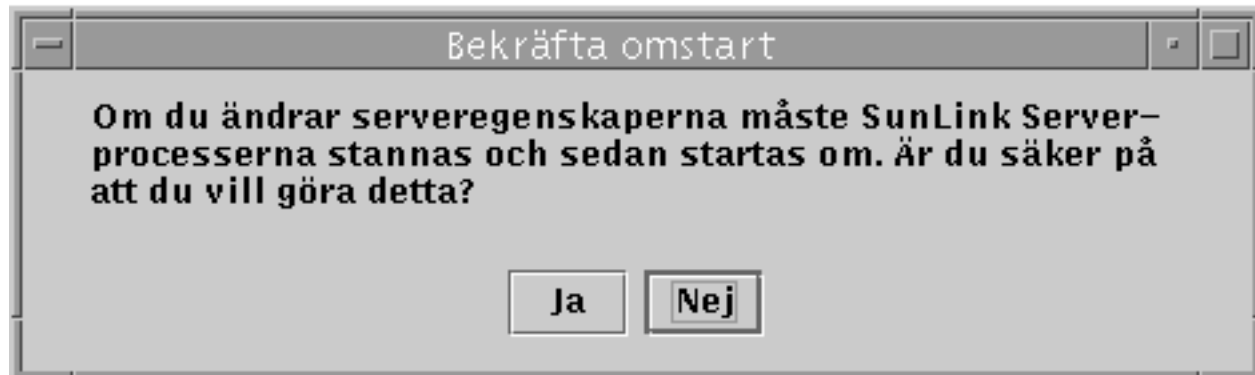 Bekräfta omstart
Om du ändrar serveregenskaperna måste SunLink Server-
processerna stannas och sedan startas om. Är du säker på
att du vill göra detta?
Ja
Nej